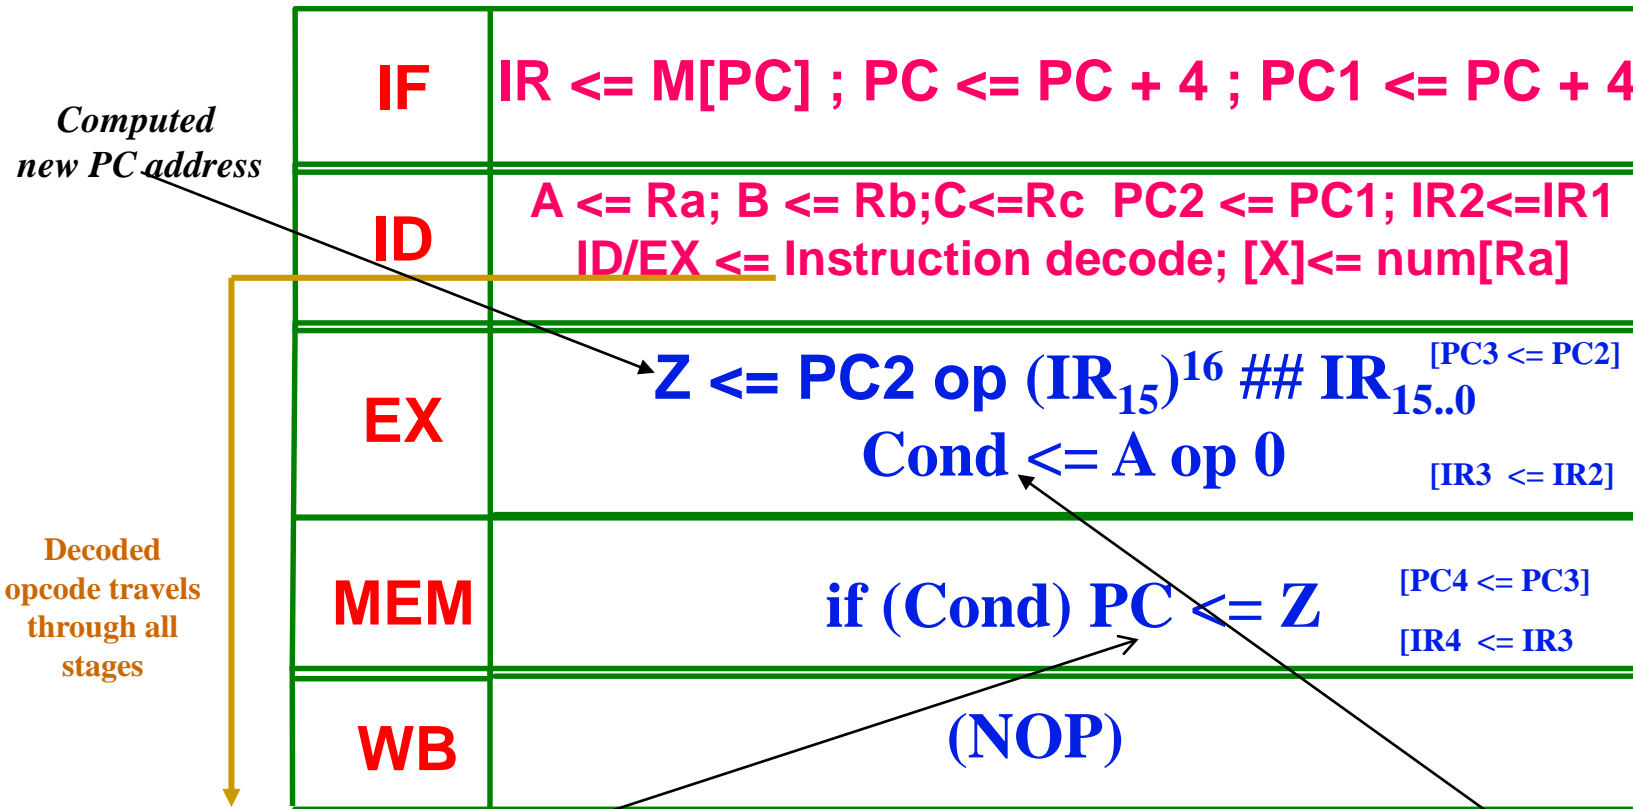 IF
IR <= M[PC] ; PC <= PC + 4 ; PC1 <= PC + 4
Computed
new PC address
ID
A <= Ra; B <= Rb;C<=Rc PC2 <= PC1; IR2<=IR1
ID/EX <= Instruction decode; [X]<= num[Ra]
EX
Z <= PC2 op (IR₁₅)¹⁶ ## IR₁₅..₀
[PC3 <= PC2]
Cond <= A op 0
[IR3 <= IR2]
Decoded
opcode travels
through all
stages
MEM
if (Cond) PC <= Z
[PC4 <= PC3]
[IR4 <= IR3
WB
(NOP)